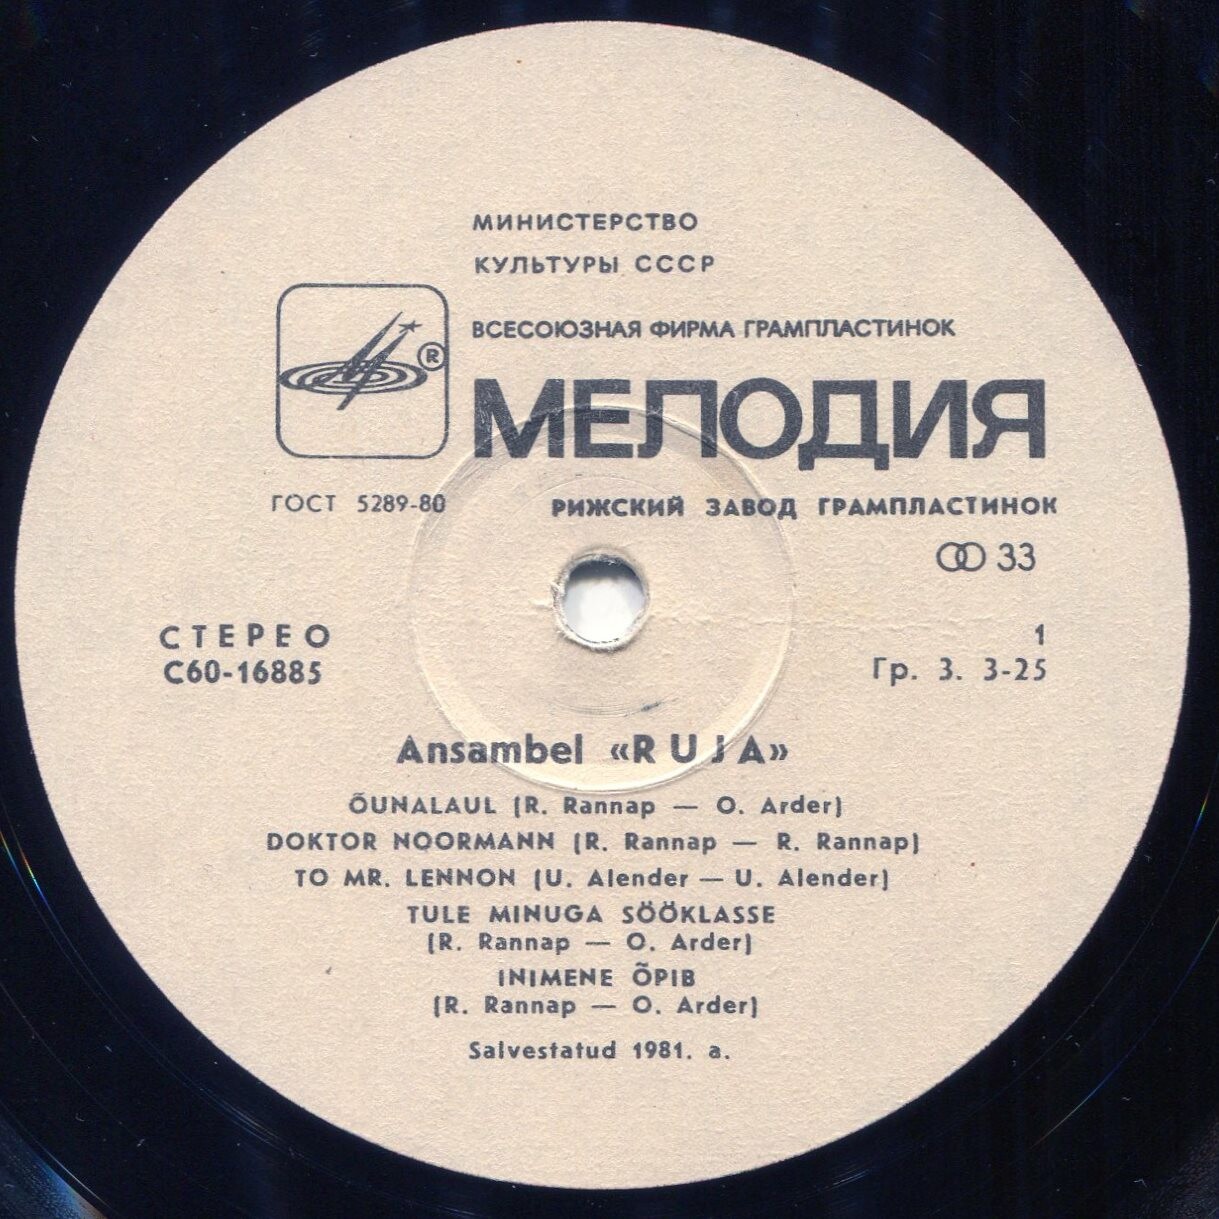 МИНИСТЕРСТВО
КУЛЬТУРЫ СССР
ВСЕСОЮЗНАЯ ФИРМА ГРАМПЛАСТИНОК
®
МЕЛОДИЯ
ГОСТ 5289-80 РИЖСКИЙ ЗАВОД ГРАМПЛАСТИНОК
33
СТЕРЕО 1
С60-16885 Гр. 3. 3-25
Ansambel «RUJA»
ÕUNALAUL (R. Rannap — O. Arder)
DOKTOR NOORMANN (R. Rannap — R. Rannap)
TO MR. LENNON (U. Alender — U. Alender)
TULE MINUGA SÖÖKLASSE
(R. Rannap — O. Arder)
INIMENE ÕPIB
(R. Rannap — O. Arder)
Salvestatud 1981. a.